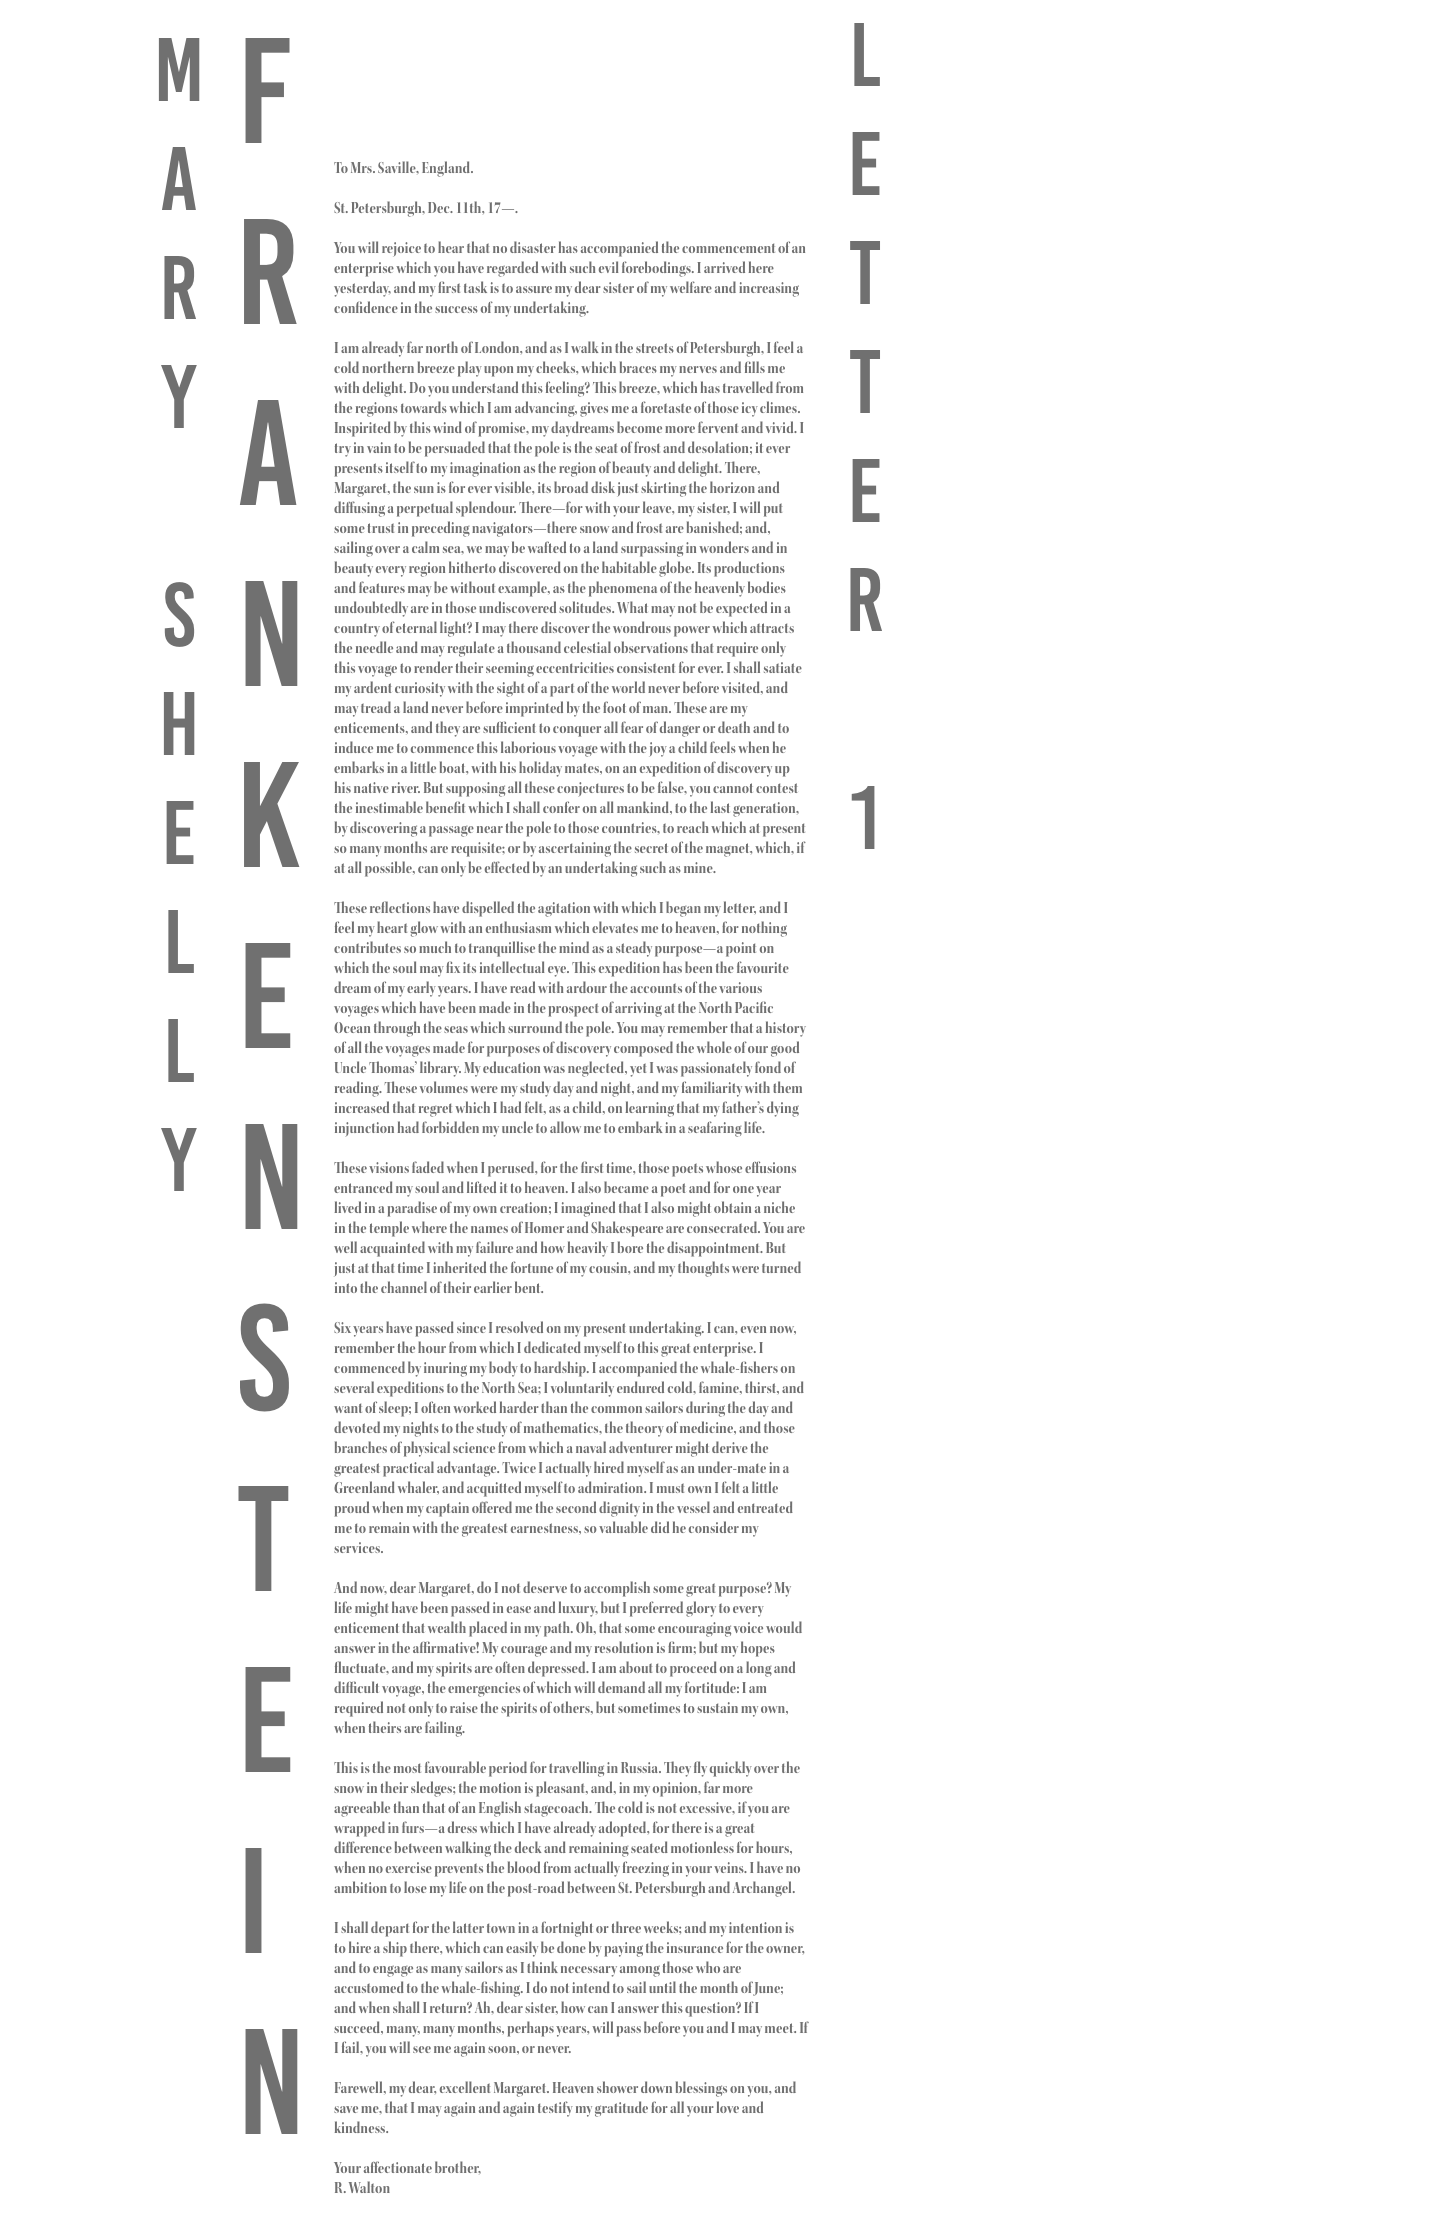 MARY SHELLY
FRANKENSTEIN
LETTER 1
To Mrs. Saville, England.
St. Petersburgh, Dec. 11th, 17—.
You will rejoice to hear that no disaster has accompanied the commencement of an
enterprise which you have regarded with such evil forebodings. I arrived here
yesterday, and my first task is to assure my dear sister of my welfare and increasing
confidence in the success of my undertaking.
I am already far north of London, and as I walk in the streets of Petersburgh, I feel a
cold northern breeze play upon my cheeks, which braces my nerves and fills me
with delight. Do you understand this feeling? This breeze, which has travelled from
the regions towards which I am advancing, gives me a foretaste of those icy climes.
Inspirited by this wind of promise, my daydreams become more fervent and vivid. I
try in vain to be persuaded that the pole is the seat of frost and desolation; it ever
presents itself to my imagination as the region of beauty and delight. There,
Margaret, the sun is for ever visible, its broad disk just skirting the horizon and
diffusing a perpetual splendour. There—for with your leave, my sister, I will put
some trust in preceding navigators—there snow and frost are banished; and,
sailing over a calm sea, we may be wafted to a land surpassing in wonders and in
beauty every region hitherto discovered on the habitable globe. Its productions
and features may be without example, as the phenomena of the heavenly bodies
undoubtedly are in those undiscovered solitudes. What may not be expected in a
country of eternal light? I may there discover the wondrous power which attracts
the needle and may regulate a thousand celestial observations that require only
this voyage to render their seeming eccentricities consistent for ever. I shall satiate
my ardent curiosity with the sight of a part of the world never before visited, and
may tread a land never before imprinted by the foot of man. These are my
enticements, and they are sufficient to conquer all fear of danger or death and to
induce me to commence this laborious voyage with the joy a child feels when he
embarks in a little boat, with his holiday mates, on an expedition of discovery up
his native river. But supposing all these conjectures to be false, you cannot contest
the inestimable benefit which I shall confer on all mankind, to the last generation,
by discovering a passage near the pole to those countries, to reach which at present
so many months are requisite; or by ascertaining the secret of the magnet, which, if
at all possible, can only be effected by an undertaking such as mine.
These reflections have dispelled the agitation with which I began my letter, and I
feel my heart glow with an enthusiasm which elevates me to heaven, for nothing
contributes so much to tranquillise the mind as a steady purpose—a point on
which the soul may fix its intellectual eye. This expedition has been the favourite
dream of my early years. I have read with ardour the accounts of the various
voyages which have been made in the prospect of arriving at the North Pacific
Ocean through the seas which surround the pole. You may remember that a history
of all the voyages made for purposes of discovery composed the whole of our good
Uncle Thomas’ library. My education was neglected, yet I was passionately fond of
reading. These volumes were my study day and night, and my familiarity with them
increased that regret which I had felt, as a child, on learning that my father’s dying
injunction had forbidden my uncle to allow me to embark in a seafaring life.
These visions faded when I perused, for the first time, those poets whose effusions
entranced my soul and lifted it to heaven. I also became a poet and for one year
lived in a paradise of my own creation; I imagined that I also might obtain a niche
in the temple where the names of Homer and Shakespeare are consecrated. You are
well acquainted with my failure and how heavily I bore the disappointment. But
just at that time I inherited the fortune of my cousin, and my thoughts were turned
into the channel of their earlier bent.
Six years have passed since I resolved on my present undertaking. I can, even now,
remember the hour from which I dedicated myself to this great enterprise. I
commenced by inuring my body to hardship. I accompanied the whale-fishers on
several expeditions to the North Sea; I voluntarily endured cold, famine, thirst, and
want of sleep; I often worked harder than the common sailors during the day and
devoted my nights to the study of mathematics, the theory of medicine, and those
branches of physical science from which a naval adventurer might derive the
greatest practical advantage. Twice I actually hired myself as an under-mate in a
Greenland whaler, and acquitted myself to admiration. I must own I felt a little
proud when my captain offered me the second dignity in the vessel and entreated
me to remain with the greatest earnestness, so valuable did he consider my
services.
And now, dear Margaret, do I not deserve to accomplish some great purpose? My
life might have been passed in ease and luxury, but I preferred glory to every
enticement that wealth placed in my path. Oh, that some encouraging voice would
answer in the affirmative! My courage and my resolution is firm; but my hopes
fluctuate, and my spirits are often depressed. I am about to proceed on a long and
difficult voyage, the emergencies of which will demand all my fortitude: I am
required not only to raise the spirits of others, but sometimes to sustain my own,
when theirs are failing.
This is the most favourable period for travelling in Russia. They fly quickly over the
snow in their sledges; the motion is pleasant, and, in my opinion, far more
agreeable than that of an English stagecoach. The cold is not excessive, if you are
wrapped in furs—a dress which I have already adopted, for there is a great
difference between walking the deck and remaining seated motionless for hours,
when no exercise prevents the blood from actually freezing in your veins. I have no
ambition to lose my life on the post-road between St. Petersburgh and Archangel.
I shall depart for the latter town in a fortnight or three weeks; and my intention is
to hire a ship there, which can easily be done by paying the insurance for the owner,
and to engage as many sailors as I think necessary among those who are
accustomed to the whale-fishing. I do not intend to sail until the month of June;
and when shall I return? Ah, dear sister, how can I answer this question? If I
succeed, many, many months, perhaps years, will pass before you and I may meet. If
I fail, you will see me again soon, or never.
Farewell, my dear, excellent Margaret. Heaven shower down blessings on you, and
save me, that I may again and again testify my gratitude for all your love and
kindness.
Your affectionate brother,
R. Walton